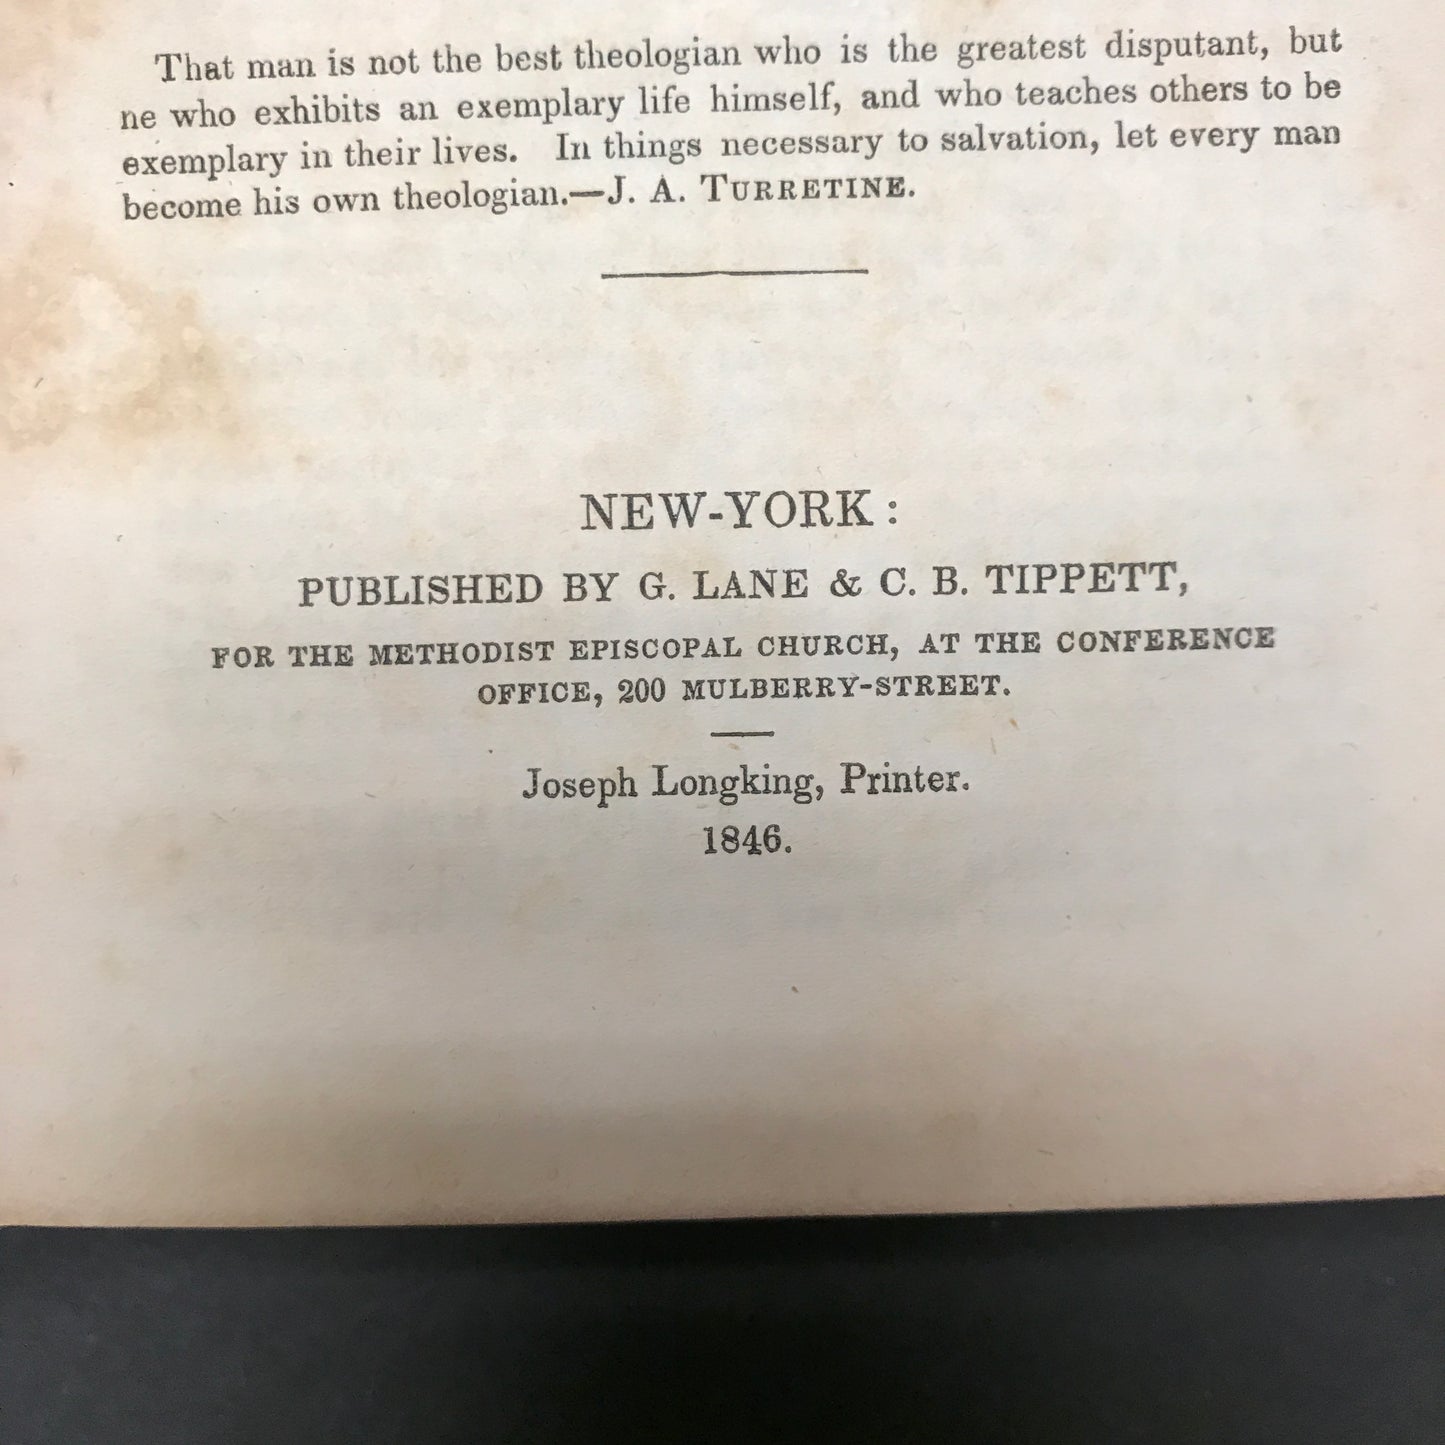 That man is not the best theologian who is the greatest disputant, but
ne who exhibits an exemplary life himself, and who teaches others to be
exemplary in their lives. In things necessary to salvation, let every man
become his own theologian.—J. A. TURRETINE.
NEW-YORK:
PUBLISHED BY G. LANE & C. B. TIPPETT,
FOR THE METHODIST EPISCOPAL CHURCH, AT THE CONFERENCE
OFFICE, 200 MULBERRY-STREET.
Joseph Longking, Printer.
1846.